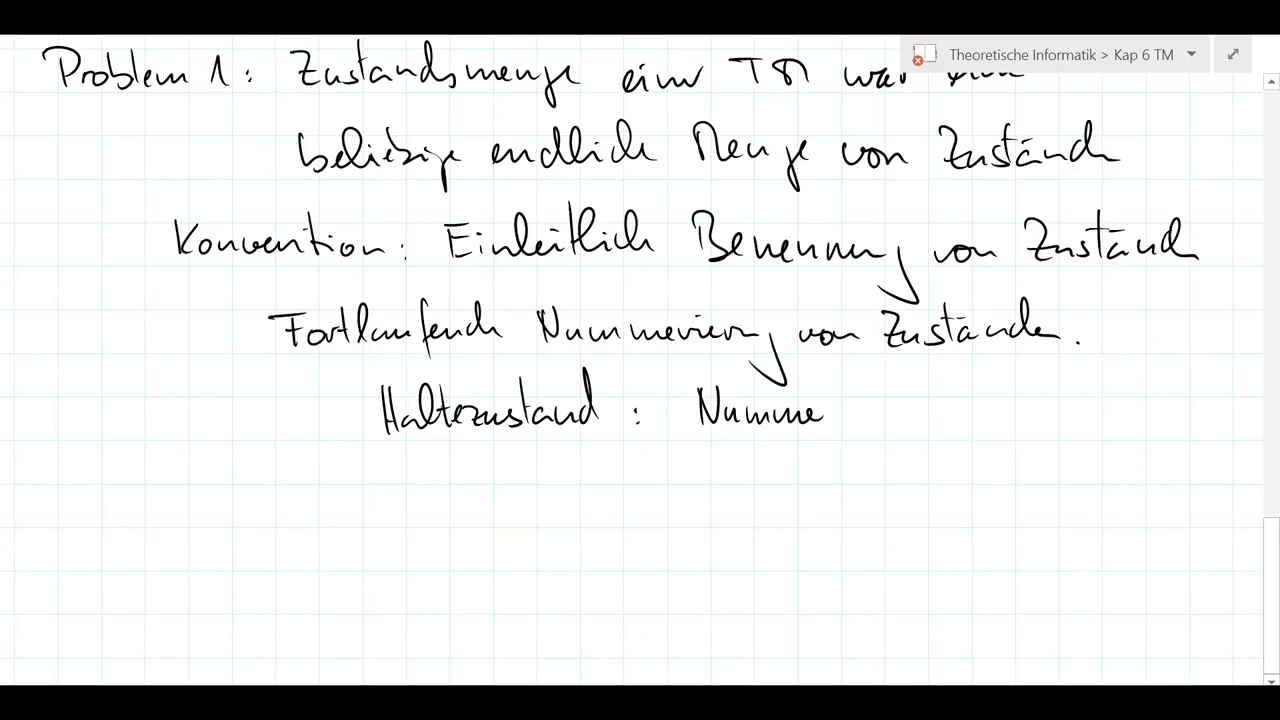 Theoretische Informatik > Kap 6 TM
Problem 1: Zustandsmenge einer TM war
beliebige endliche Menge von Zuständen
Konvention: Einheitliche Benennung von Zuständen
Fortlaufende Nummerierung von Zuständen.
Haltezustand: Numme